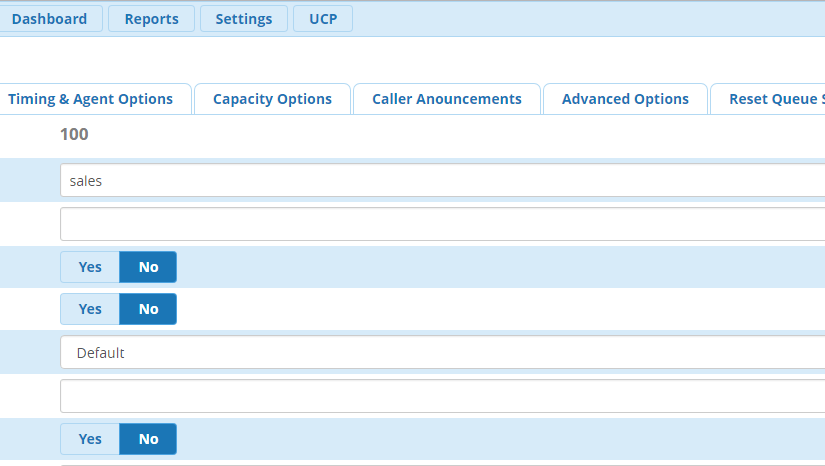 Dashboard Reports Settings UCP
Timing & Agent Options Capacity Options Caller Anouncements Advanced Options Reset Queue S
100
sales
Yes No
Yes No
Default
Yes No